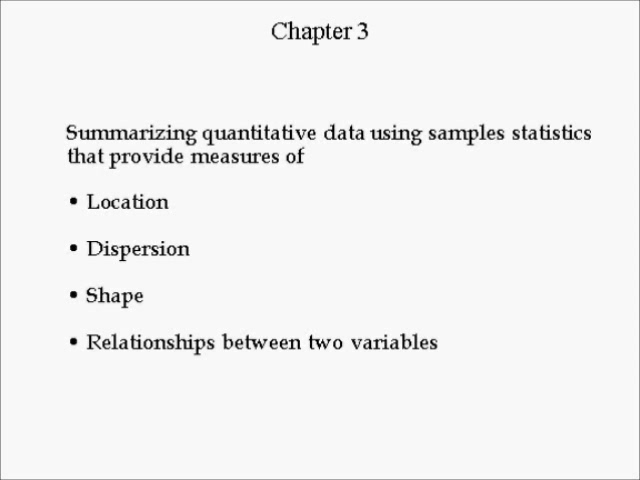 Chapter 3
Summarizing quantitative data using samples statistics
that provide measures of
• Location
• Dispersion
• Shape
• Relationships between two variables